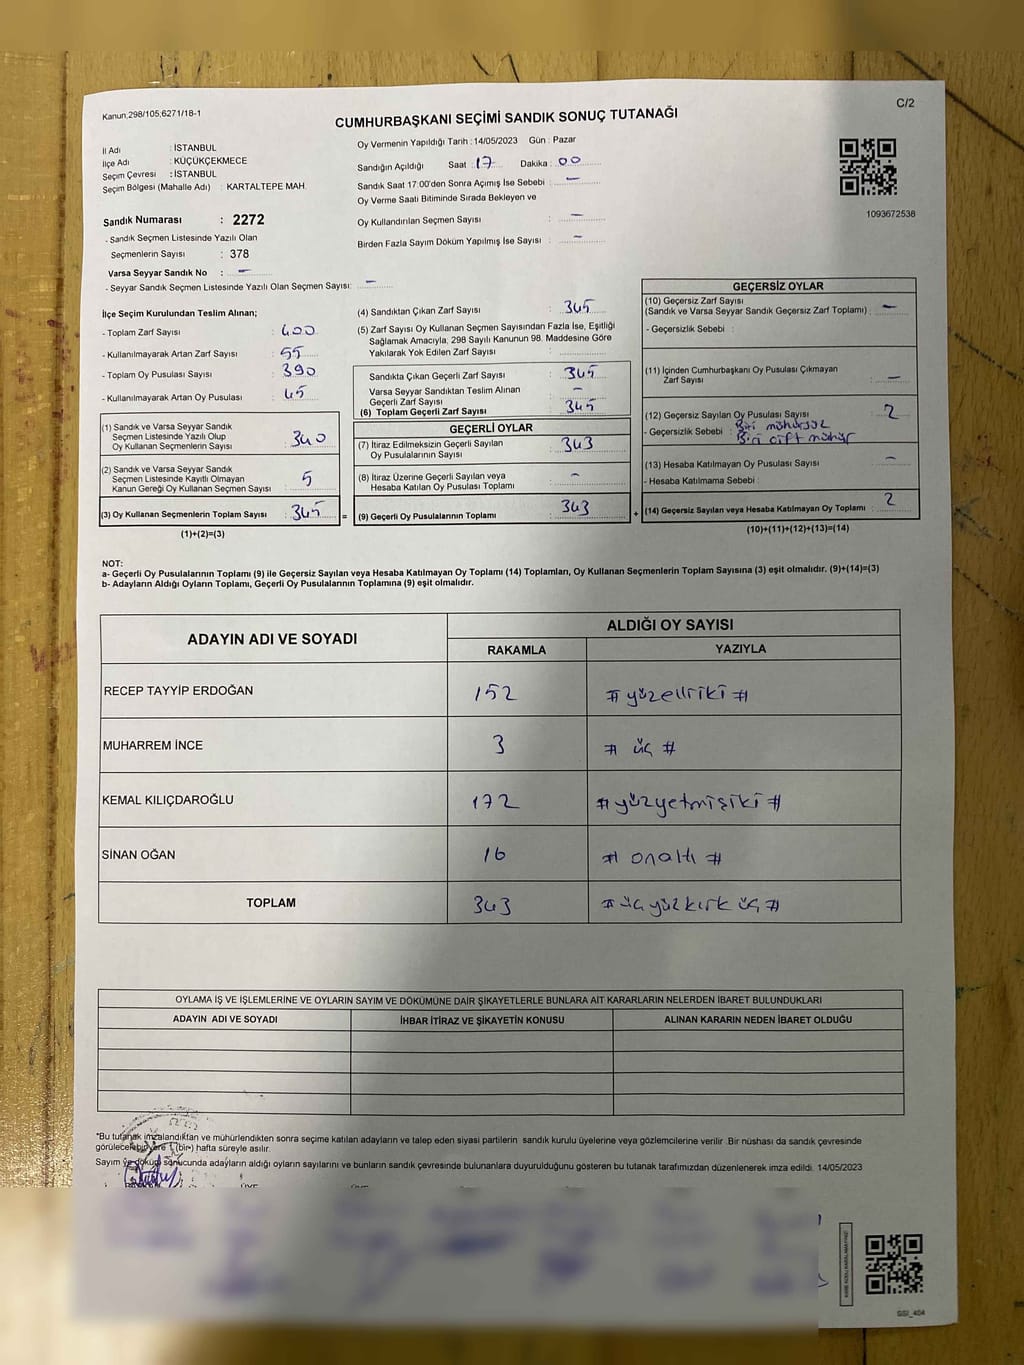 Kanun:298/105;6271/18-1
C/2
CUMHURBAŞKANI SEÇİMİ SANDIK SONUÇ TUTANAĞI
İl Adı : İSTANBUL
İlçe Adı : KÜÇÜKÇEKMECE
Seçim Çevresi : İSTANBUL
Seçim Bölgesi (Mahalle Adı) : KARTALTEPE MAH.
Sandık Numarası : 2272
- Sandık Seçmen Listesinde Yazılı Olan
Seçmenlerin Sayısı : 378
Varsa Seyyar Sandık No : -
- Seyyar Sandık Seçmen Listesinde Yazılı Olan Seçmen Sayısı: -
Oy Vermenin Yapıldığı Tarih : 14/05/2023 Gün : Pazar
Sandığın Açıldığı Saat : 17 Dakika : 00
Sandık Saat 17:00'den Sonra Açımış İse Sebebi : -
Oy Verme Saati Bitiminde Sırada Bekleyen ve
Oy Kullandırılan Seçmen Sayısı : -
Birden Fazla Sayım Döküm Yapılmış İse Sayısı : -
1093672538
İlçe Seçim Kurulundan Teslim Alınan;
- Toplam Zarf Sayısı : 400
- Kullanılmayarak Artan Zarf Sayısı : 55
- Toplam Oy Pusulası Sayısı : 390
- Kullanılmayarak Artan Oy Pusulası : 45
(1) Sandık ve Varsa Seyyar Sandık
Seçmen Listesinde Yazılı Olup
Oy Kullanan Seçmenlerin Sayısı : 340
(2) Sandık ve Varsa Seyyar Sandık
Seçmen Listesinde Kayıtlı Olmayan
Kanun Gereği Oy Kullanan Seçmen Sayısı : 5
(3) Oy Kullanan Seçmenlerin Toplam Sayısı : 345
(1)+(2)=(3)
=
(4) Sandıktan Çıkan Zarf Sayısı : 345
(5) Zarf Sayısı Oy Kullanan Seçmen Sayısından Fazla İse, Eşitliği
Sağlamak Amacıyla, 298 Sayılı Kanunun 98. Maddesine Göre
Yakılarak Yok Edilen Zarf Sayısı :
Sandıkta Çıkan Geçerli Zarf Sayısı : 345
Varsa Seyyar Sandıktan Teslim Alınan
Geçerli Zarf Sayısı : -
(6) Toplam Geçerli Zarf Sayısı : 345
GEÇERLİ OYLAR
(7) İtiraz Edilmeksizin Geçerli Sayılan
Oy Pusulalarının Sayısı : 343
(8) İtiraz Üzerine Geçerli Sayılan veya
Hesaba Katılan Oy Pusulası Toplamı : -
(9) Geçerli Oy Pusulalarının Toplamı : 343
+
GEÇERSİZ OYLAR
(10) Geçersiz Zarf Sayısı
(Sandık ve Varsa Seyyar Sandık Geçersiz Zarf Toplamı) : -
- Geçersizlik Sebebi :
(11) İçinden Cumhurbaşkanı Oy Pusulası Çıkmayan
Zarf Sayısı : -
(12) Geçersiz Sayılan Oy Pusulası Sayısı : 2
- Geçersizlik Sebebi : Biri mühürsüz
Biri çift mühür
(13) Hesaba Katılmayan Oy Pusulası Sayısı : -
- Hesaba Katılmama Sebebi :
(14) Geçersiz Sayılan veya Hesaba Katılmayan Oy Toplamı : 2
(10)+(11)+(12)+(13)=(14)
NOT:
a- Geçerli Oy Pusulalarının Toplamı (9) ile Geçersiz Sayılan veya Hesaba Katılmayan Oy Toplamı (14) Toplamları, Oy Kullanan Seçmenlerin Toplam Sayısına (3) eşit olmalıdır. (9)+(14)=(3)
b- Adayların Aldığı Oyların Toplamı, Geçerli Oy Pusulalarının Toplamına (9) eşit olmalıdır.
ADAYIN ADI VE SOYADI
ALDIĞI OY SAYISI
RAKAMLA YAZIYLA
RECEP TAYYİP ERDOĞAN 152 # yüzelliiki #
MUHARREM İNCE 3 # üç #
KEMAL KILIÇDAROĞLU 172 # yüzyetmişiki #
SİNAN OĞAN 16 # onaltı #
TOPLAM 343 # üçyüzkırk üç #
OYLAMA İŞ VE İŞLEMLERİNE VE OYLARIN SAYIM VE DÖKÜMÜNE DAİR ŞİKAYETLERLE BUNLARA AİT KARARLARIN NELERDEN İBARET BULUNDUKLARI
ADAYIN ADI VE SOYADI İHBAR İTİRAZ VE ŞİKAYETİN KONUSU ALINAN KARARIN NEDEN İBARET OLDUĞU
*Bu tutanak imzalandıktan ve mühürlendikten sonra seçime katılan adayların ve talep eden siyasi partilerin sandık kurulu üyelerine veya gözlemcilerine verilir .Bir nüshası da sandık çevresinde
görülecek bir yere 1 (bir) hafta süreyle asılır.
Sayım ve döküm sonucunda adayların aldığı oyların sayılarını ve bunların sandık çevresinde bulunanlara duyurulduğunu gösteren bu tutanak tarafımızdan düzenlenerek imza edildi. 14/05/2023
GSI_404